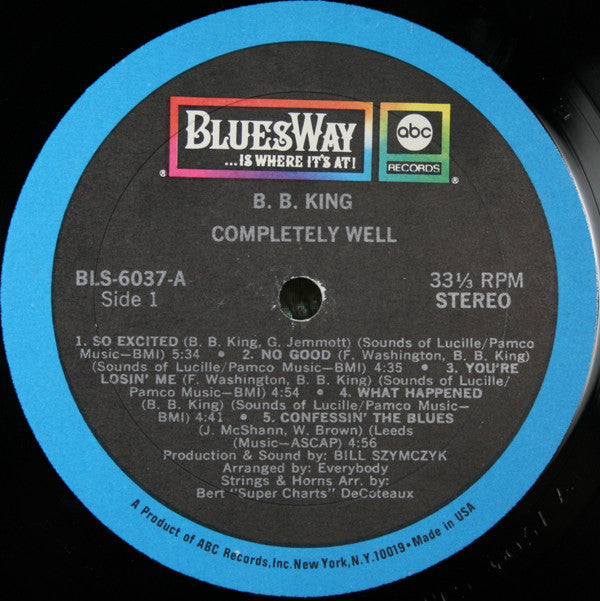 BLUESWAY
...IS WHERE IT'S AT!
®
abc
RECORDS
®
B. B. KING
COMPLETELY WELL
BLS-6037-A
Side 1
33⅓ RPM
STEREO
1. SO EXCITED (B. B. King, G. Jemmott) (Sounds of Lucille/Pamco
Music—BMI) 5:34 • 2. NO GOOD (F. Washington, B. B. King)
(Sounds of Lucille/Pamco Music—BMI) 4:35 • 3. YOU'RE
LOSIN' ME (F. Washington, B. B. King) (Sounds of Lucille/
Pamco Music—BMI) 4:54 • 4. WHAT HAPPENED
(B. B. King) (Sounds of Lucille/Pamco Music—
BMI) 4:41 • 5. CONFESSIN' THE BLUES
(J. McShann, W. Brown) (Leeds
(Music—ASCAP) 4:56
Production & Sound by: BILL SZYMCZYK
Arranged by: Everybody
Strings & Horns Arr. by:
Bert "Super Charts" DeCoteaux
A Product of ABC Records, Inc. New York, N.Y. 10019 • Made in USA